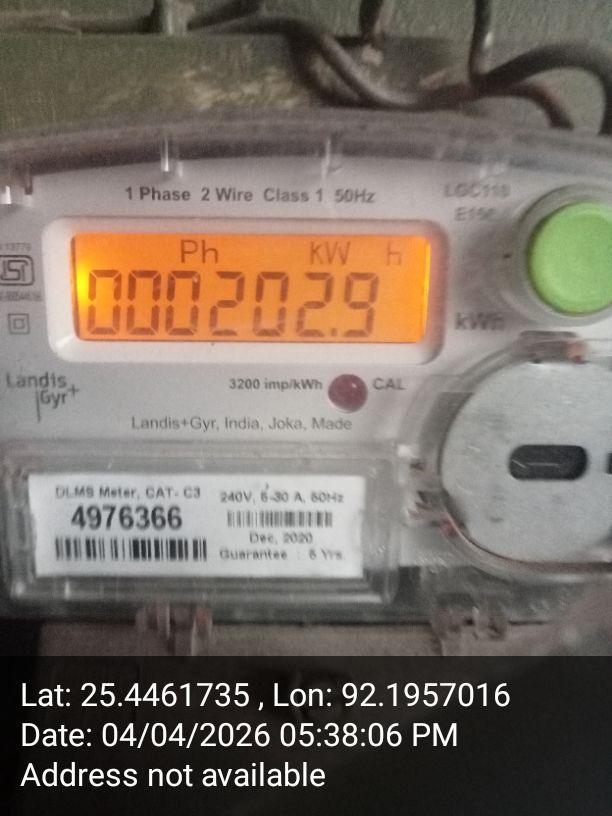 1 Phase 2 Wire Class 1 50Hz
E150
Ph kW h
000202.9
kWh
Landis
Gyr+
3200 imp/kWh CAL
Landis+Gyr, India, Joka, Made
DLMS Meter, CAT- C3
4976366
240V, 5-30 A, 50Hz
Dec, 2020
Guarantee : 5 Yrs.
Lat: 25.4461735 , Lon: 92.1957016
Date: 04/04/2026 05:38:06 PM
Address not available